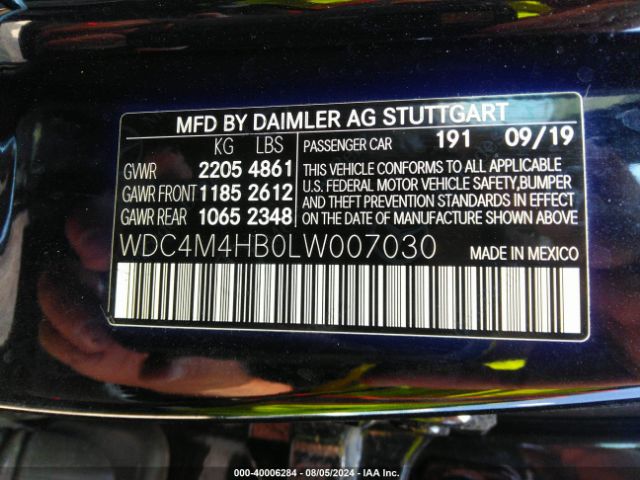 MFD BY DAIMLER AG STUTTGART
KG LBS PASSENGER CAR 191 09/19
GVWR 2205 4861 THIS VEHICLE CONFORMS TO ALL APPLICABLE
GAWR FRONT 1185 2612 U.S. FEDERAL MOTOR VEHICLE SAFETY,BUMPER
AND THEFT PREVENTION STANDARDS IN EFFECT
GAWR REAR 1065 2348 ON THE DATE OF MANUFACTURE SHOWN ABOVE.
WDC4M4HB0LW007030 MADE IN MEXICO
000-40006284 - 08/05/2024 - IAA Inc.